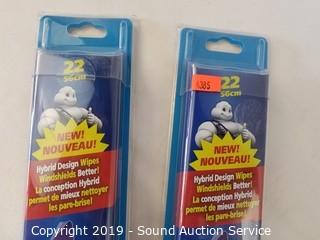 22
56cm
NEW!
NOUVEAU!
Hybrid Design Wipes
Windshields Better!
La conception Hybrid
permet de mieux nettoyer
les pare-brise!
22
56cm
NEW!
NOUVEAU!
Hybrid Design Wipes
Windshields Better!
La conception Hybrid
permet de mieux nettoyer
les pare-brise!
Copyright 2019 - Sound Auction Service